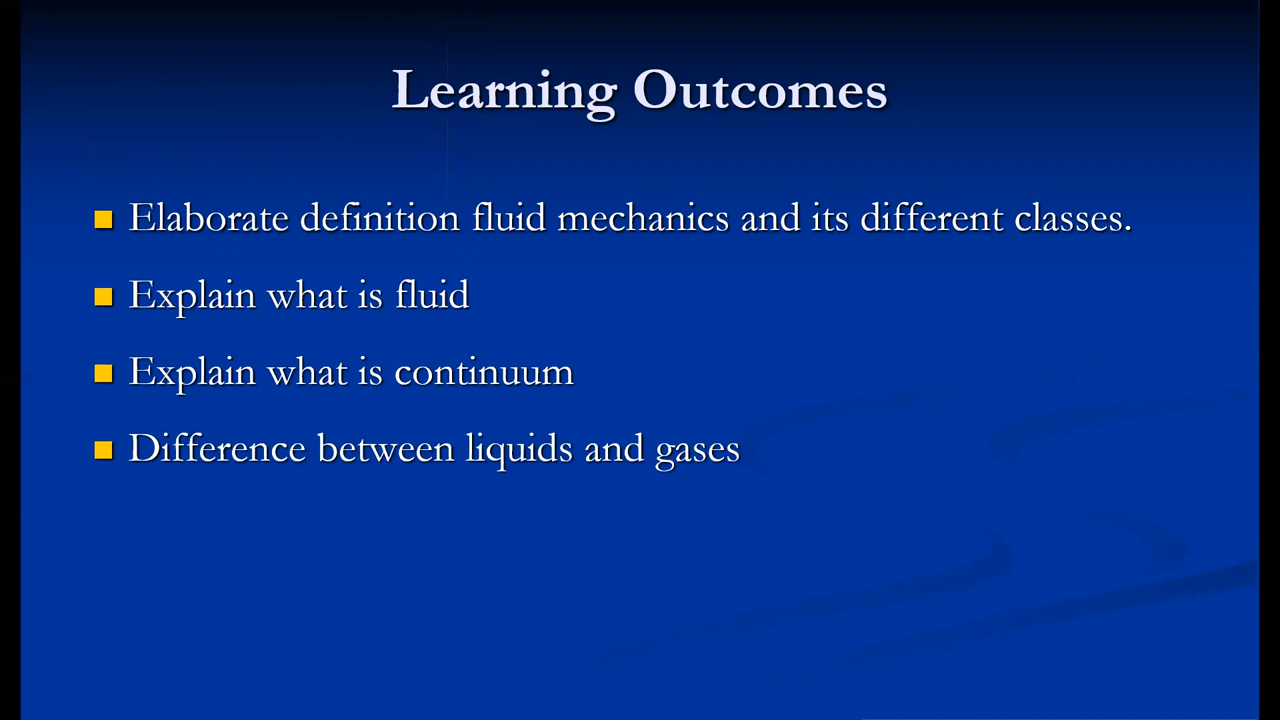 Learning Outcomes
Elaborate definition fluid mechanics and its different classes.
Explain what is fluid
Explain what is continuum
Difference between liquids and gases